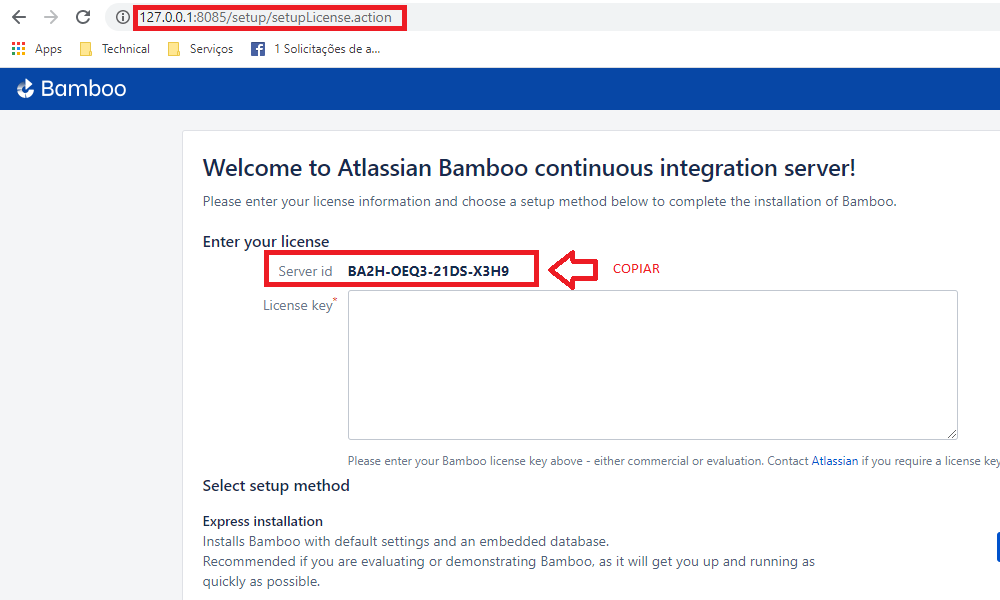 127.0.0.1:8085/setup/setupLicense.action
Apps Technical Serviços 1 Solicitações de a...
Bamboo
Welcome to Atlassian Bamboo continuous integration server!
Please enter your license information and choose a setup method below to complete the installation of Bamboo.
Enter your license
Server id BA2H-OEQ3-21DS-X3H9 COPIAR
License key*
Please enter your Bamboo license key above - either commercial or evaluation. Contact Atlassian if you require a license key
Select setup method
Express installation
Installs Bamboo with default settings and an embedded database.
Recommended if you are evaluating or demonstrating Bamboo, as it will get you up and running as
quickly as possible.